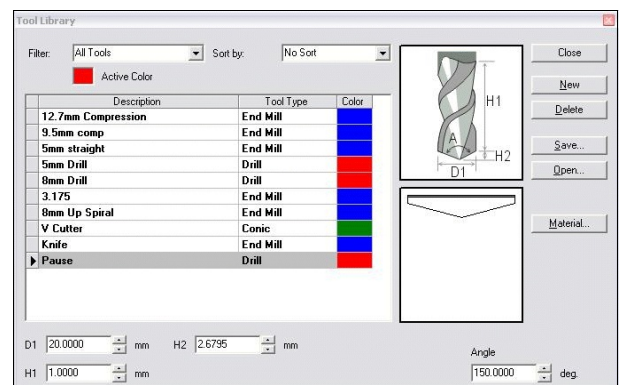 Tool Library
Filter: All Tools Sort by: No Sort Close
Active Color
New
Description Tool Type Color
Delete
12.7mm Compression End Mill
9.5mm comp End Mill
5mm straight End Mill
Save...
5mm Drill Drill
8mm Drill Drill
Open...
3.175 End Mill
8mm Up Spiral End Mill
V Cutter Conic
Material...
Knife End Mill
Pause Drill
H1
A
H2
D1
D1 20.0000 mm H2 2.6795 mm
Angle
H1 1.0000 mm 150.0000 deg.